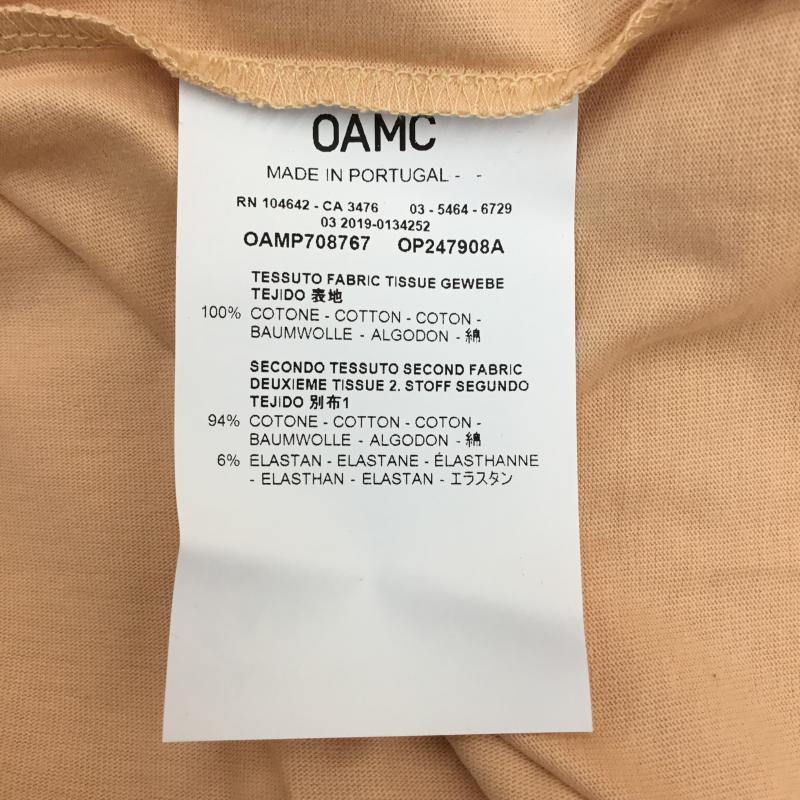 OAMC
MADE IN PORTUGAL - -
RN 104642 - CA 3476 03 - 5464 - 6729
03 2019-0134252
OAMP708767 OP247908A
TESSUTO FABRIC TISSUE GEWEBE
TEJIDO 表地
100% COTONE - COTTON - COTON -
BAUMWOLLE - ALGODON - 綿
SECONDO TESSUTO SECOND FABRIC
DEUXIEME TISSUE 2. STOFF SEGUNDO
TEJIDO 別布1
94% COTONE - COTTON - COTON -
BAUMWOLLE - ALGODON - 綿
6% ELASTAN - ELASTANE - ÉLASTHANNE
- ELASTHAN - ELASTAN - エラスタン